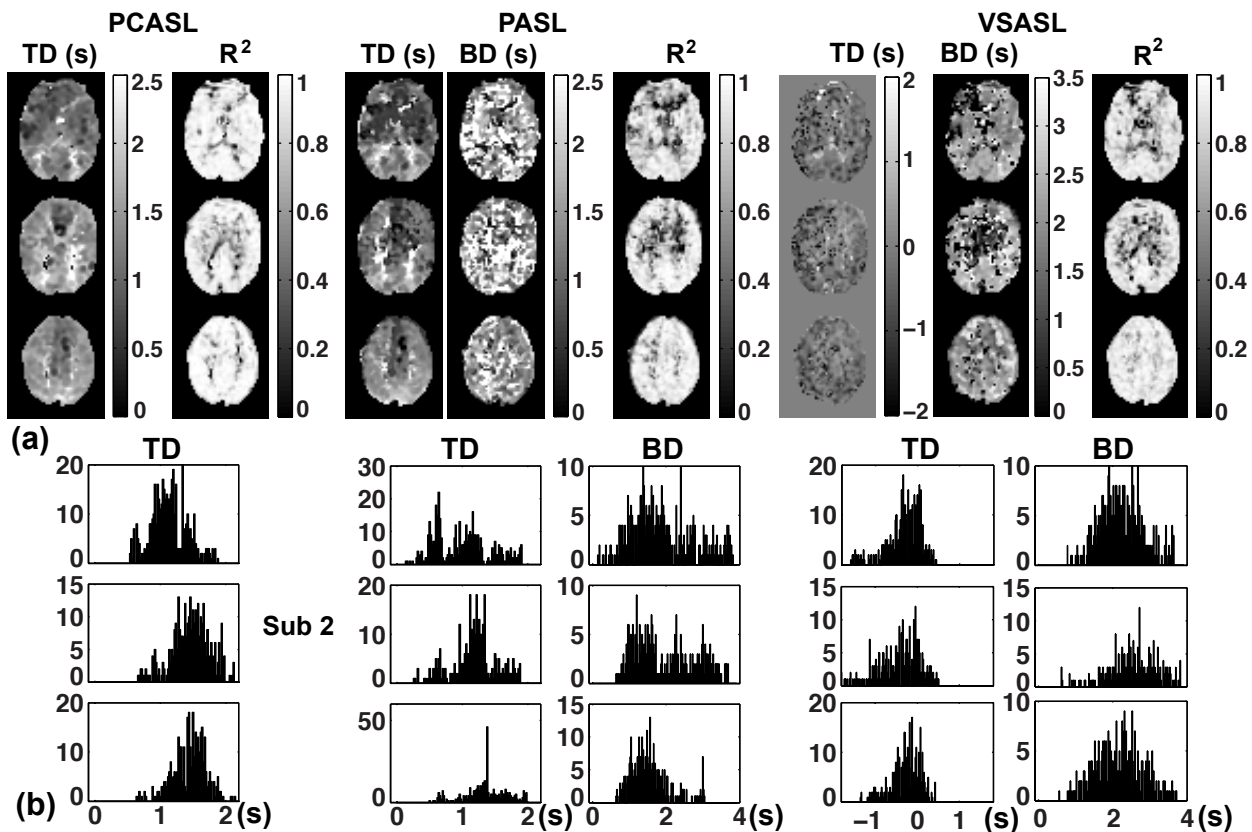 PCASL PASL VSASL
TD (s) R² TD (s) BD (s) R² TD (s) BD (s) R²
2.5 1 2.5 1 2 3.5 1
2 0.8 2 0.8 1 3 0.8
2.5
1.5 0.6 1.5 0.6 0 2 0.6
1 0.4 1 0.4 1.5 0.4
−1 1
0.5 0.2 0.5 0.2 0.5 0.2
0 0 0 0 −2 0 0
(a)
TD TD BD TD BD
20 30 10 20 10
10 20 5 10 5
10
0 0 0 0 0
15 20 10 15 15
10 10 5 10 10
5 5 5
0 0 0 0 0
Sub 2
20 50 15 20 10
10 10 10 5
5
0 0 0 0 0
0 1 2 (s) 0 1 2 (s) 0 2 4 (s) −1 0 1 (s) 0 2 4 (s)
(b)